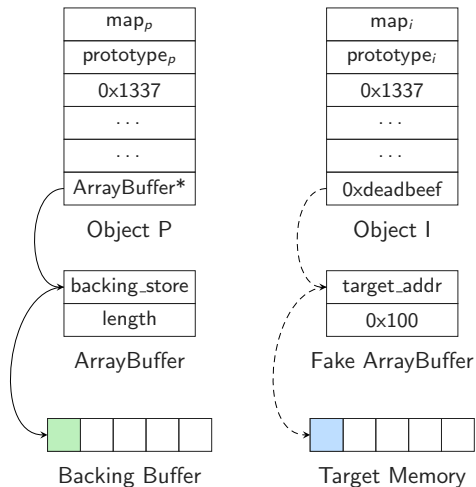 map_p
prototype_p
0x1337
...
...
ArrayBuffer*
Object P
backing_store
length
ArrayBuffer
Backing Buffer
map_i
prototype_i
0x1337
...
...
0xdeadbeef
Object I
target_addr
0x100
Fake ArrayBuffer
Target Memory